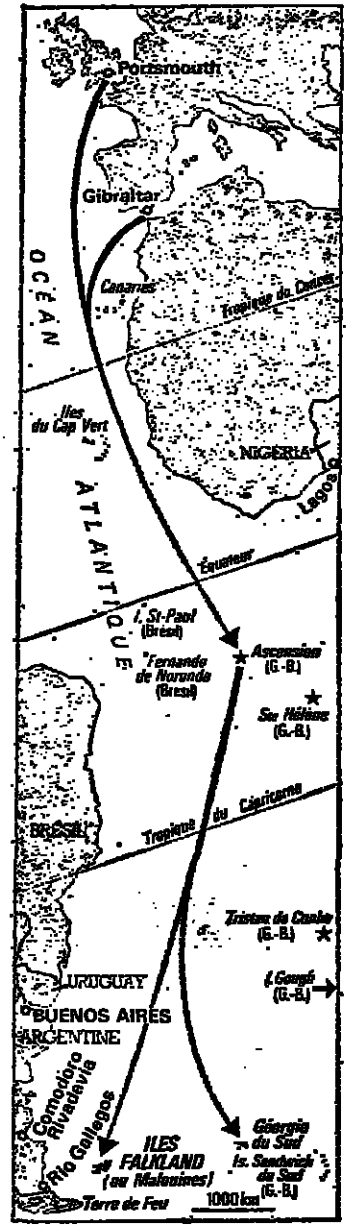 Portsmouth
Gibraltar
OCÉAN
Canaries
Tropique du Cancer
Iles
du Cap Vert
NIGERIA
Lagos
ATLANTIQUE
Équateur
I. St-Paol
(Brésil)
Ascension
(G.-B.)
Fernando
de Noronda
(Brésil)
Ste Hélène
(G.-B.)
BRÉSIL
Tropique du Capricorne
Tristan da Cunha
(G.-B.)
I. Gough
(G.-B.)
URUGUAY
BUENOS AIRES
ARGENTINE
Comodoro
Rivadavia
Rio Gallegos
ILES
FALKLAND
(ou Malouines)
Géorgie
du Sud
Is. Sandwich
du Sud
(G.-B.)
Terre de Feu
1000 km